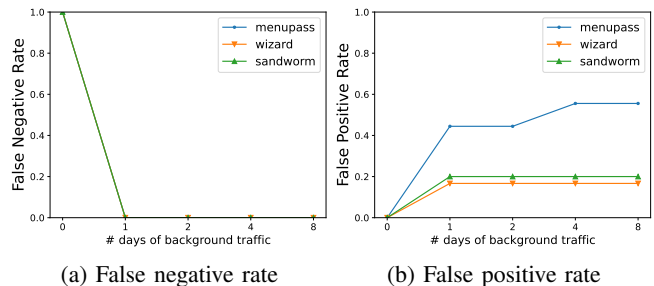 1.0
0.8
0.6
0.4
0.2
0.0
False Negative Rate
menupass
wizard
sandworm
0 1 2 4 8
# days of background traffic
(a) False negative rate
1.0
0.8
0.6
0.4
0.2
0.0
False Positive Rate
menupass
wizard
sandworm
0 1 2 4 8
# days of background traffic
(b) False positive rate